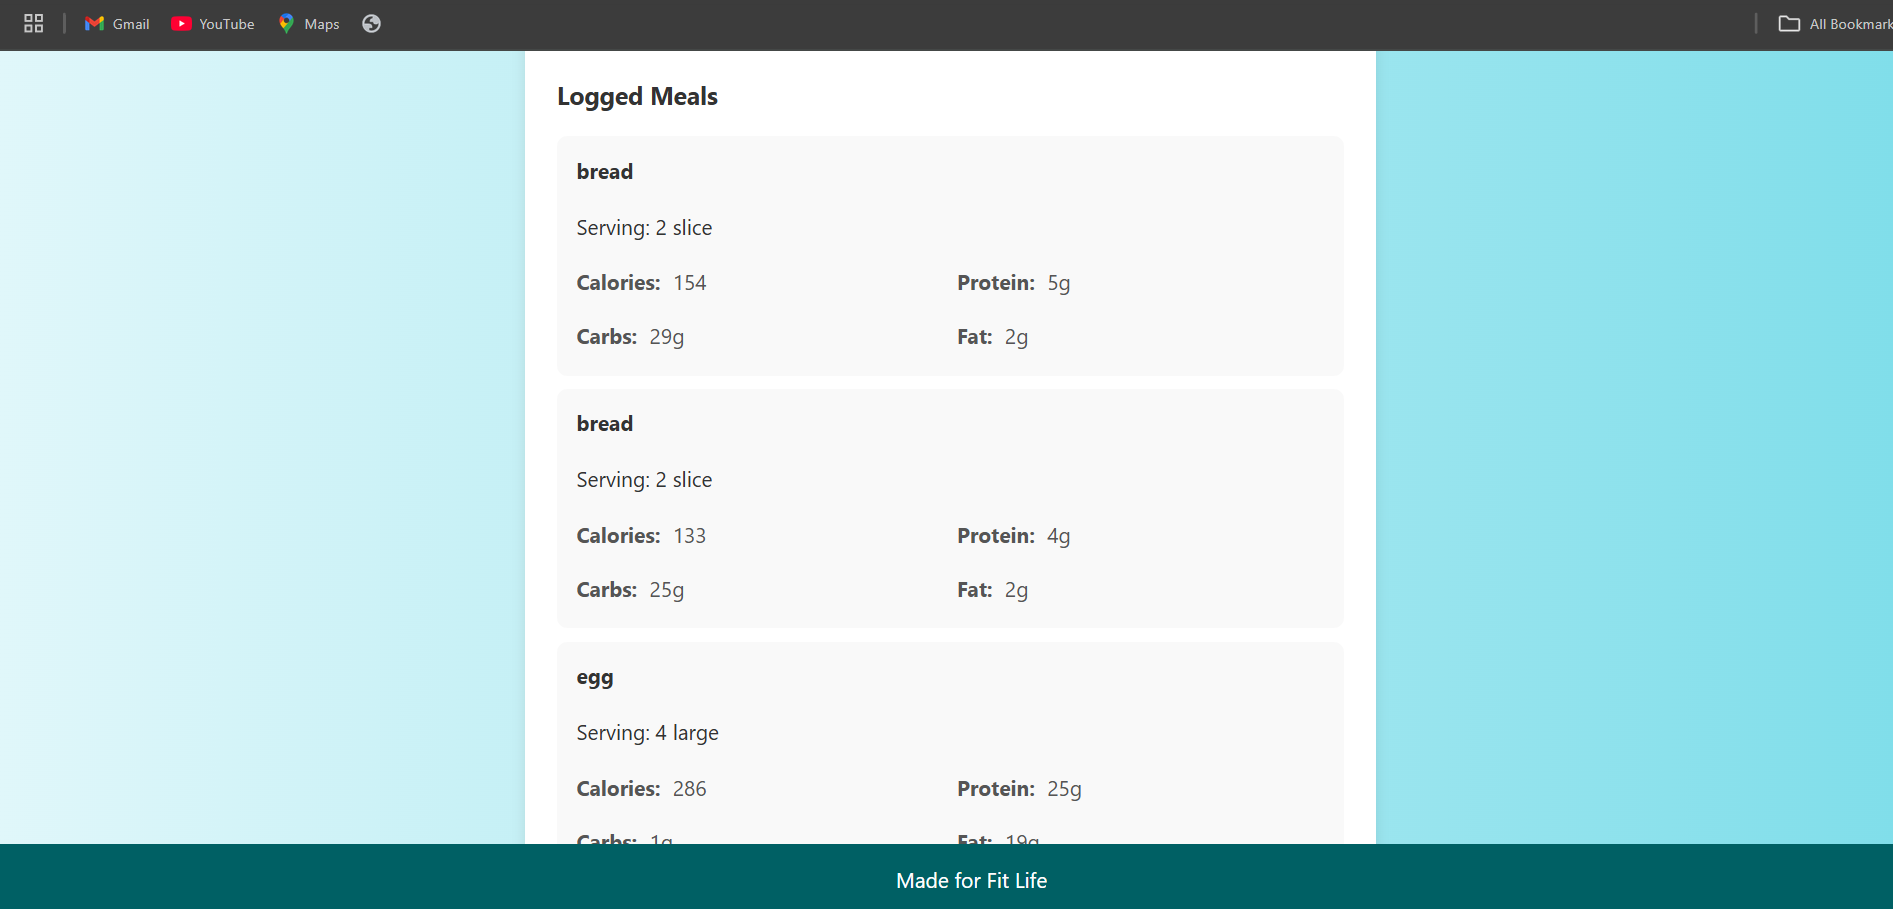 Gmail YouTube Maps All Bookmark
Logged Meals
bread
Serving: 2 slice
Calories: 154 Protein: 5g
Carbs: 29g Fat: 2g
bread
Serving: 2 slice
Calories: 133 Protein: 4g
Carbs: 25g Fat: 2g
egg
Serving: 4 large
Calories: 286 Protein: 25g
Carbs: 1g Fat: 19g
Made for Fit Life